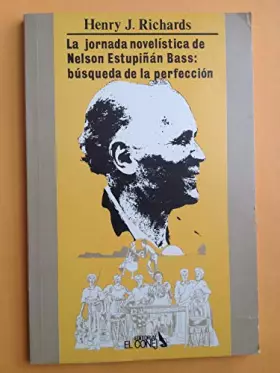 Henry J. Richards
La jornada novelística de
Nelson Estupiñán Bass:
búsqueda de la perfección
EDITORIAL
EL CONEJO